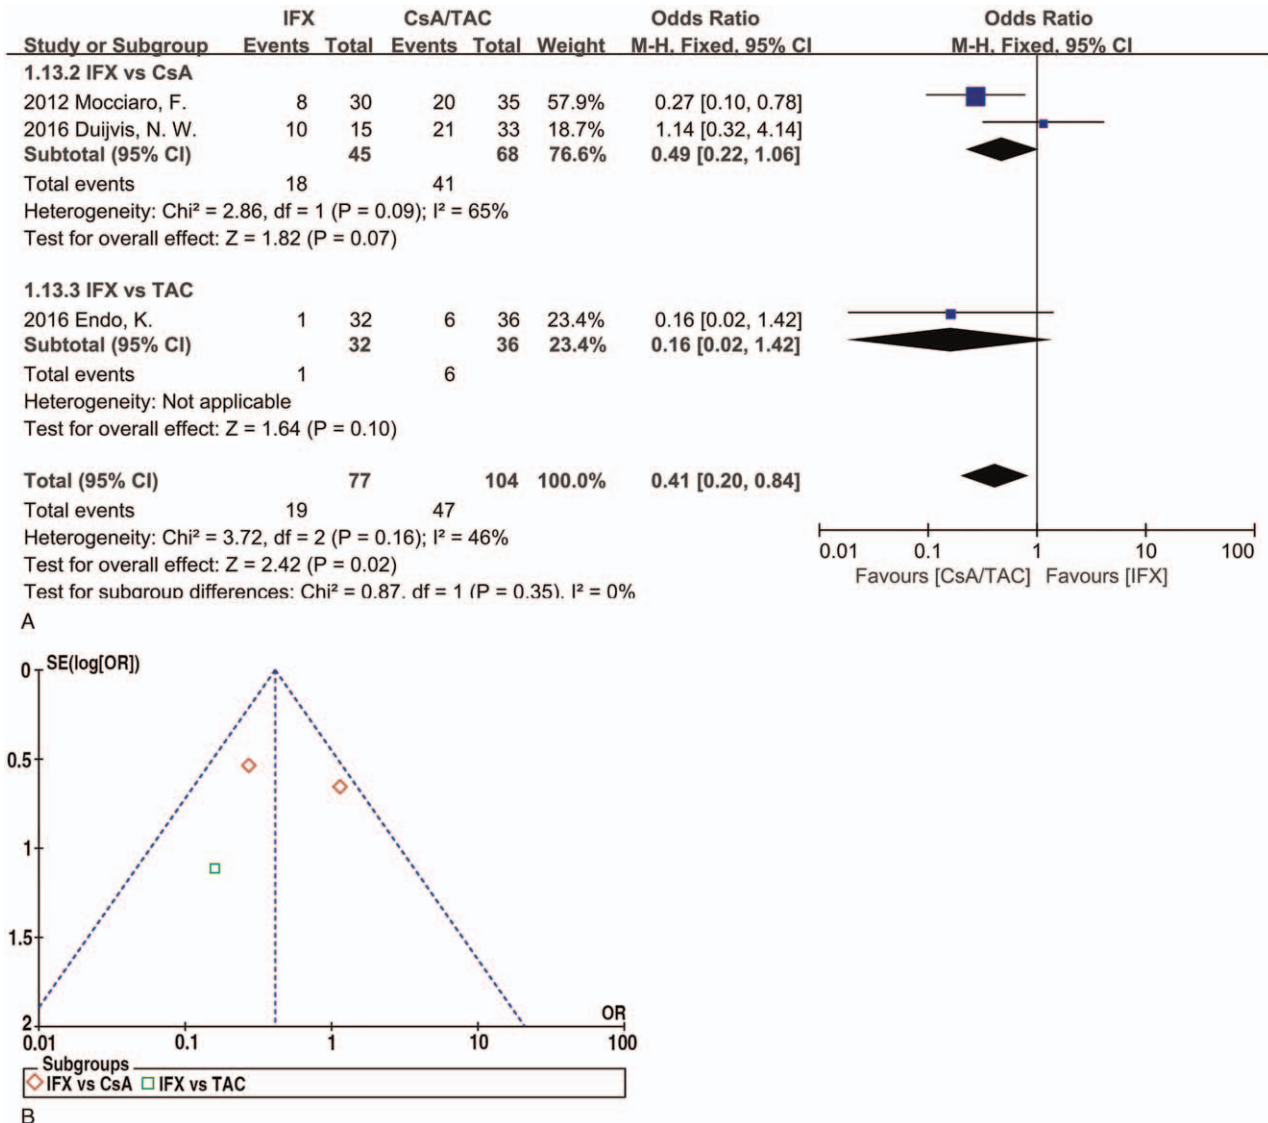 IFX CsA/TAC Odds Ratio Odds Ratio
Study or Subgroup Events Total Events Total Weight M-H, Fixed, 95% CI M-H, Fixed, 95% CI
1.13.2 IFX vs CsA
2012 Mocciaro, F. 8 30 20 35 57.9% 0.27 [0.10, 0.78]
2016 Duijvis, N. W. 10 15 21 33 18.7% 1.14 [0.32, 4.14]
Subtotal (95% CI) 45 68 76.6% 0.49 [0.22, 1.06]
Total events 18 41
Heterogeneity: Chi² = 2.86, df = 1 (P = 0.09); I² = 65%
Test for overall effect: Z = 1.82 (P = 0.07)
1.13.3 IFX vs TAC
2016 Endo, K. 1 32 6 36 23.4% 0.16 [0.02, 1.42]
Subtotal (95% CI) 32 36 23.4% 0.16 [0.02, 1.42]
Total events 1 6
Heterogeneity: Not applicable
Test for overall effect: Z = 1.64 (P = 0.10)
Total (95% CI) 77 104 100.0% 0.41 [0.20, 0.84]
Total events 19 47
Heterogeneity: Chi² = 3.72, df = 2 (P = 0.16); I² = 46%
Test for overall effect: Z = 2.42 (P = 0.02)
Test for subgroup differences: Chi² = 0.87, df = 1 (P = 0.35), I² = 0%
0.01 0.1 1 10 100
Favours [CsA/TAC] Favours [IFX]
A
0 SE(log[OR])
0.5
1
1.5
2
OR
0.01 0.1 1 10 100
Subgroups
IFX vs CsA IFX vs TAC
B